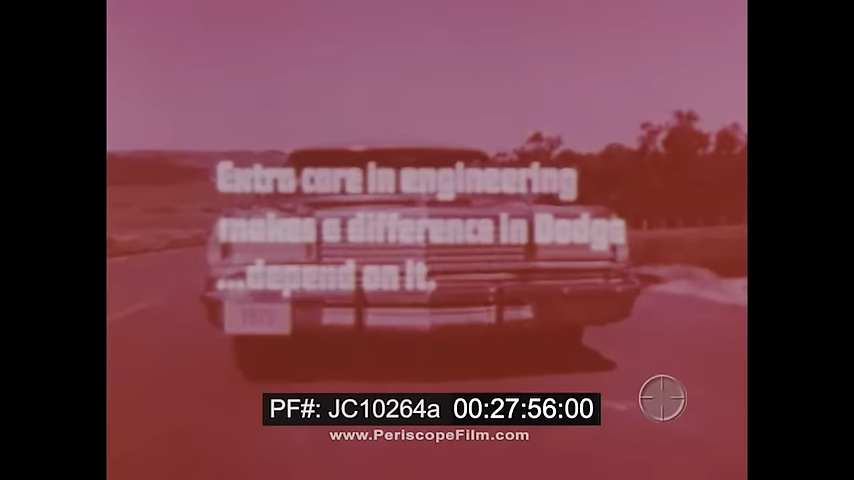 Extra care in engineering
makes a difference in Dodge
...depend on it.
PF#: JC10264a 00:27:56:00
www.PeriscopeFilm.com